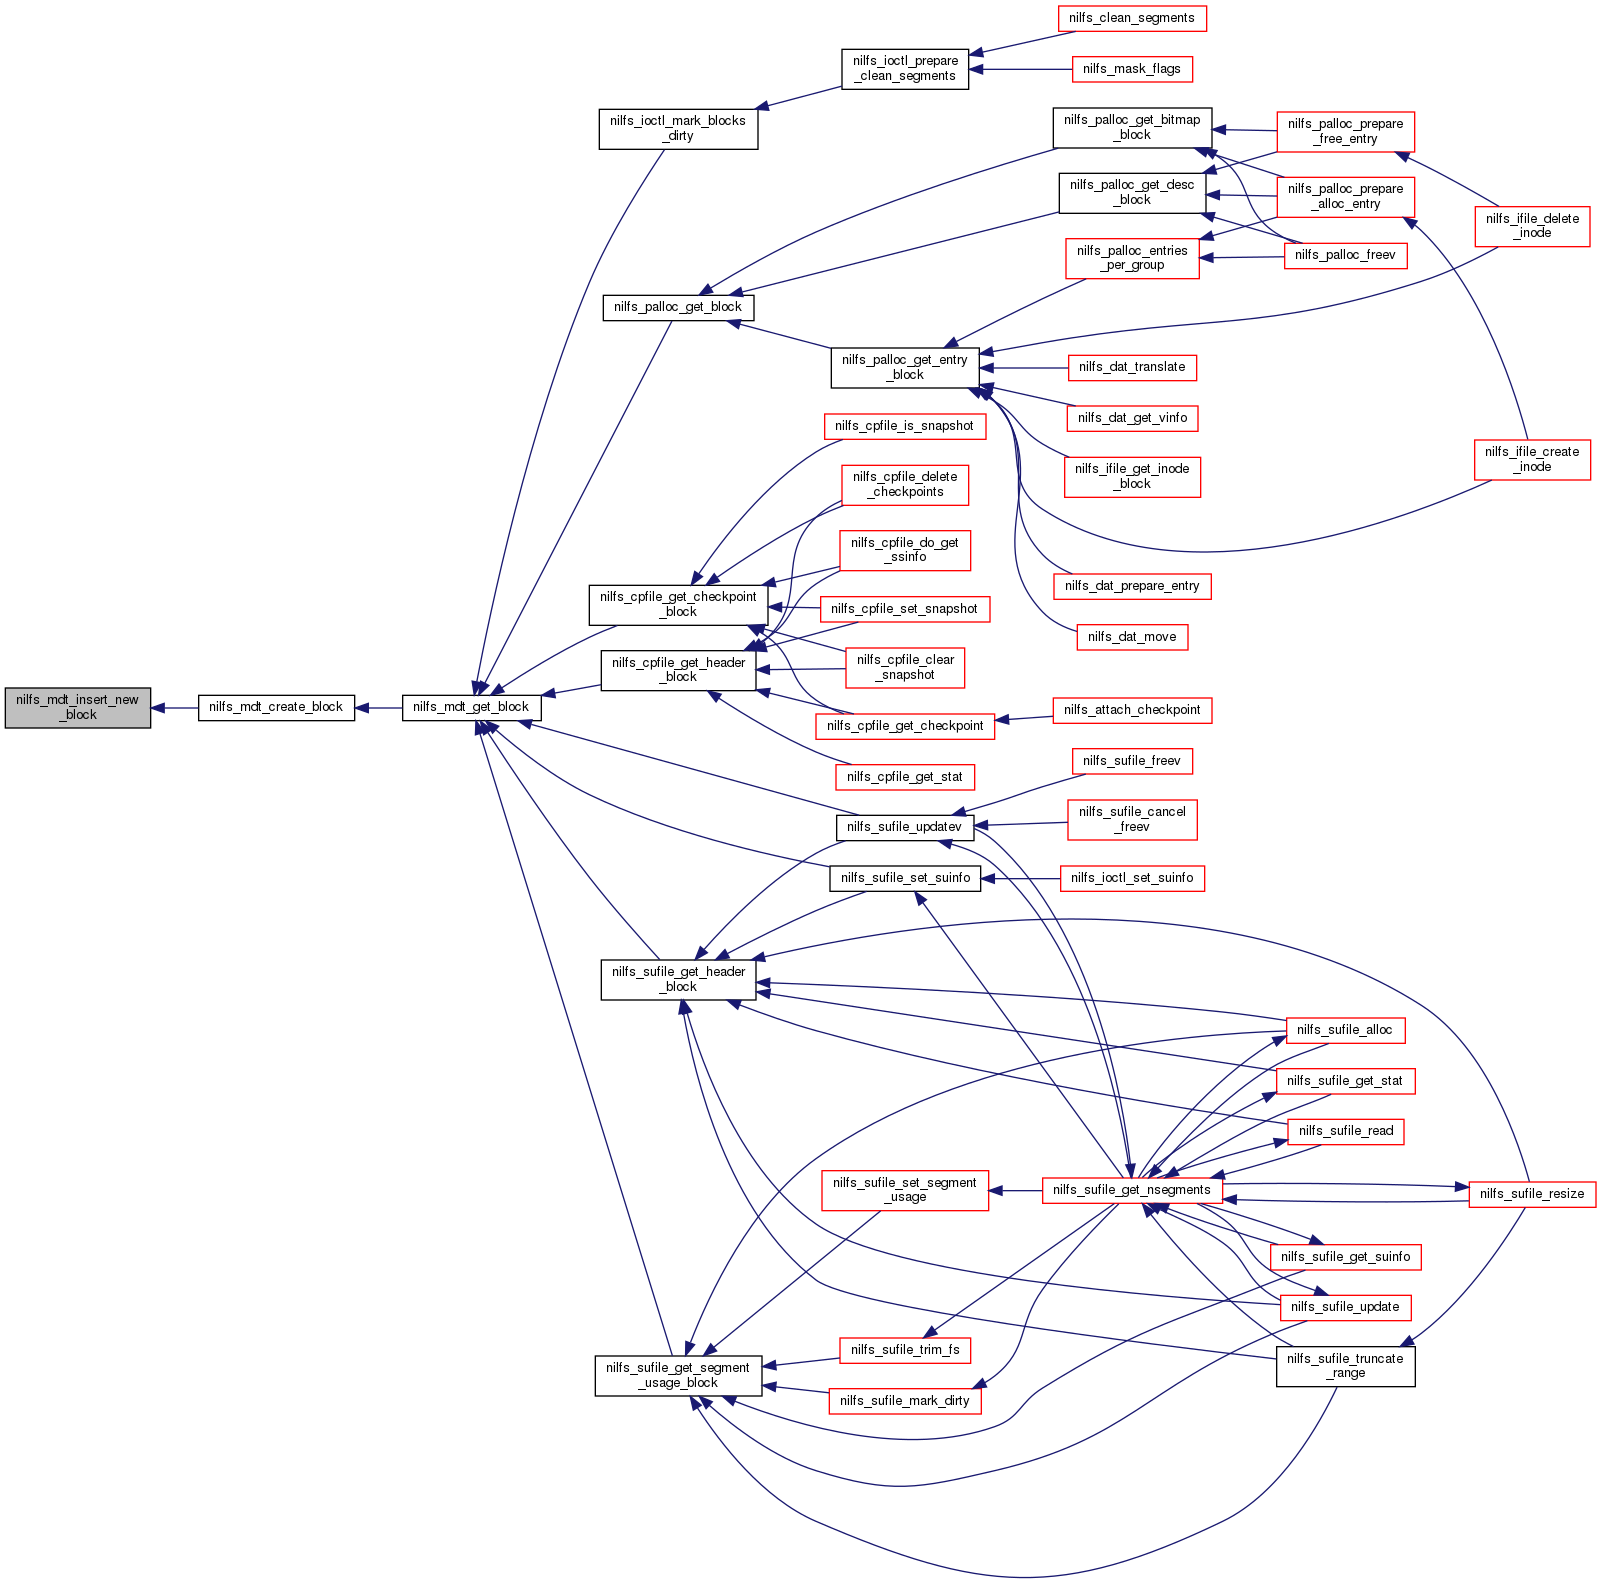 nilfs_clean_segments
nilfs_ioctl_prepare
_clean_segments
nilfs_mask_flags
nilfs_ioctl_mark_blocks
_dirty
nilfs_palloc_get_bitmap
_block
nilfs_palloc_prepare
_free_entry
nilfs_palloc_get_desc
_block
nilfs_palloc_prepare
_alloc_entry
nilfs_ifile_delete
_inode
nilfs_palloc_entries
_per_group
nilfs_palloc_freev
nilfs_palloc_get_block
nilfs_palloc_get_entry
_block
nilfs_dat_translate
nilfs_dat_get_vinfo
nilfs_cpfile_is_snapshot
nilfs_ifile_create
_inode
nilfs_ifile_get_inode
_block
nilfs_cpfile_delete
_checkpoints
nilfs_cpfile_do_get
_ssinfo
nilfs_dat_prepare_entry
nilfs_cpfile_get_checkpoint
_block
nilfs_cpfile_set_snapshot
nilfs_dat_move
nilfs_cpfile_get_header
_block
nilfs_cpfile_clear
_snapshot
nilfs_mdt_insert_new
_block
nilfs_mdt_create_block
nilfs_mdt_get_block
nilfs_attach_checkpoint
nilfs_cpfile_get_checkpoint
nilfs_sufile_freev
nilfs_cpfile_get_stat
nilfs_sufile_updatev
nilfs_sufile_cancel
_freev
nilfs_sufile_set_suinfo
nilfs_ioctl_set_suinfo
nilfs_sufile_get_header
_block
nilfs_sufile_alloc
nilfs_sufile_get_stat
nilfs_sufile_read
nilfs_sufile_set_segment
_usage
nilfs_sufile_get_nsegments
nilfs_sufile_resize
nilfs_sufile_get_suinfo
nilfs_sufile_update
nilfs_sufile_trim_fs
nilfs_sufile_truncate
_range
nilfs_sufile_get_segment
_usage_block
nilfs_sufile_mark_dirty